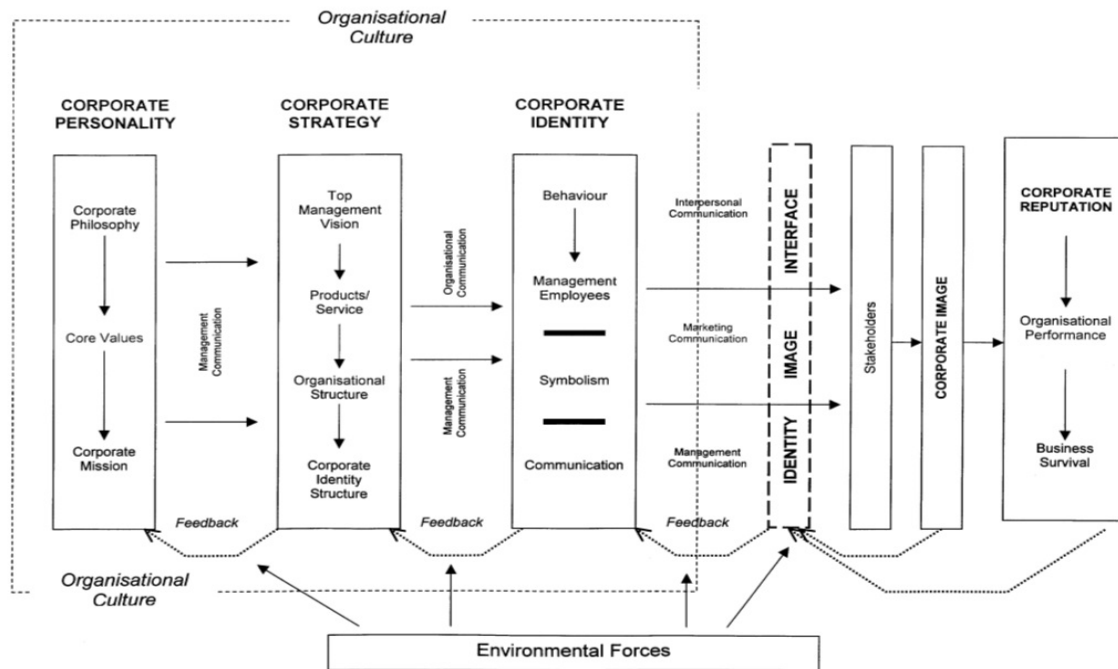 Organisational
Culture
CORPORATE
PERSONALITY
Corporate
Philosophy
Core Values
Corporate
Mission
Management
Communication
CORPORATE
STRATEGY
Top
Management
Vision
Products/
Service
Organisational
Structure
Corporate
Identity
Structure
Organisational
Communication
Management
Communication
CORPORATE
IDENTITY
Behaviour
Management
Employees
Symbolism
Communication
Interpersonal
Communication
Marketing
Communication
Management
Communication
IDENTITY IMAGE INTERFACE
Stakeholders
CORPORATE IMAGE
CORPORATE
REPUTATION
Organisational
Performance
Business
Survival
Feedback
Feedback
Feedback
Organisational
Culture
Environmental Forces